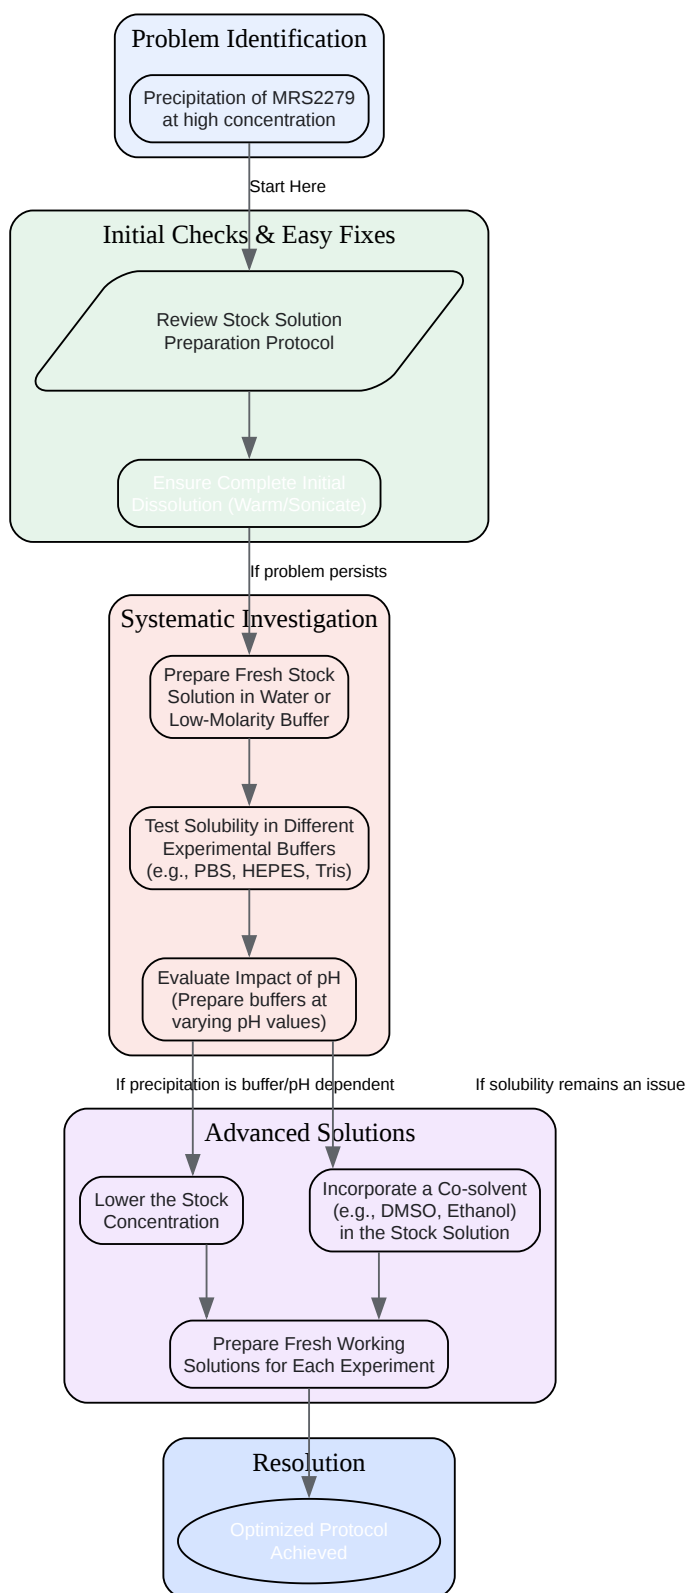 Problem Identification
Precipitation of MRS2279
at high concentration
Start Here
Initial Checks & Easy Fixes
Review Stock Solution
Preparation Protocol
Ensure Complete Initial
Dissolution (Warm/Sonicate)
If problem persists
Systematic Investigation
Prepare Fresh Stock
Solution in Water or
Low-Molarity Buffer
Test Solubility in Different
Experimental Buffers
(e.g., PBS, HEPES, Tris)
Evaluate Impact of pH
(Prepare buffers at
varying pH values)
If precipitation is buffer/pH dependent
If solubility remains an issue
Advanced Solutions
Lower the Stock
Concentration
Incorporate a Co-solvent
(e.g., DMSO, Ethanol)
in the Stock Solution
Prepare Fresh Working
Solutions for Each Experiment
Resolution
Optimized Protocol
Achieved